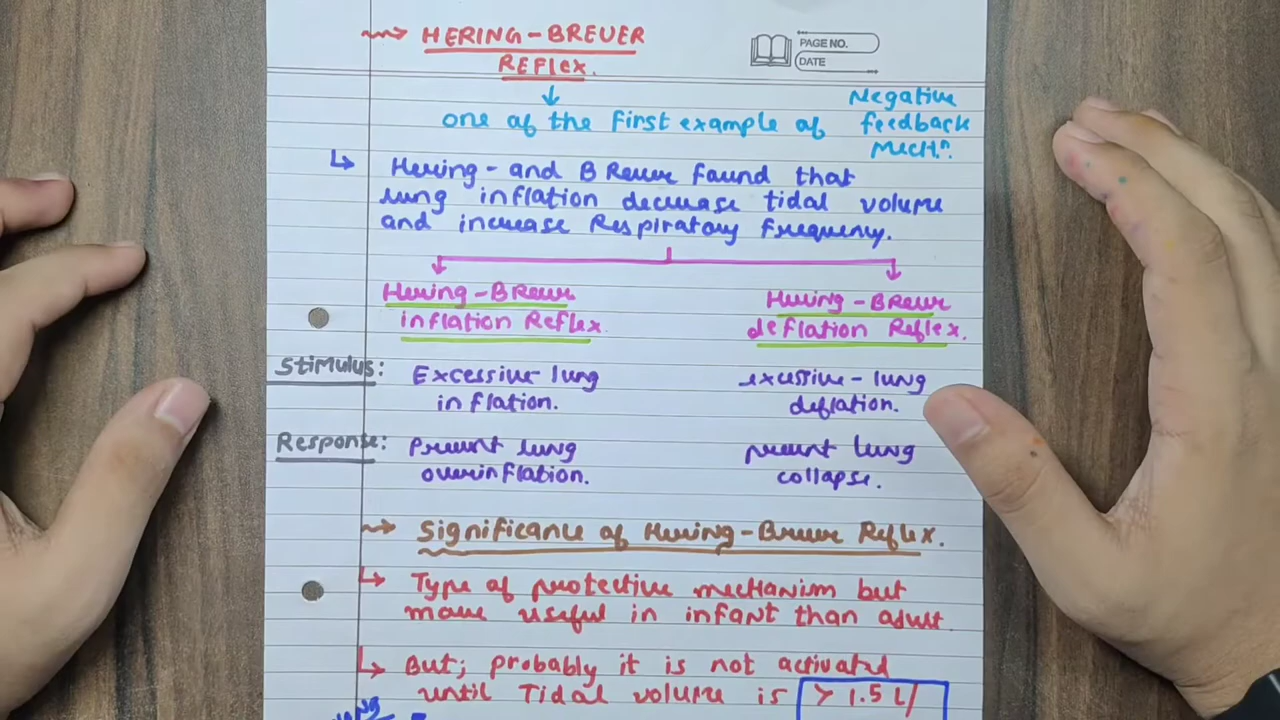 HERING-BREUER
REFLEX.
PAGE NO.
DATE
one of the first example of Negative feedback Mech.n
Hering- and BReuer found that
lung inflation decrease tidal volume
and increase Respiratory frequency.
Hering-BReuer
inflation Reflex.
Hering-BReuer
deflation Reflex.
Stimulus: Excessive lung
inflation.
excessive-lung
deflation.
Response: Prevent lung
overinflation.
prevent lung
collapse.
Significance of Hering-Breuer Reflex.
Type of protective mechanism but
more useful in infant than adult
But; probably it is not activated
until Tidal volume is > 1.5 L/